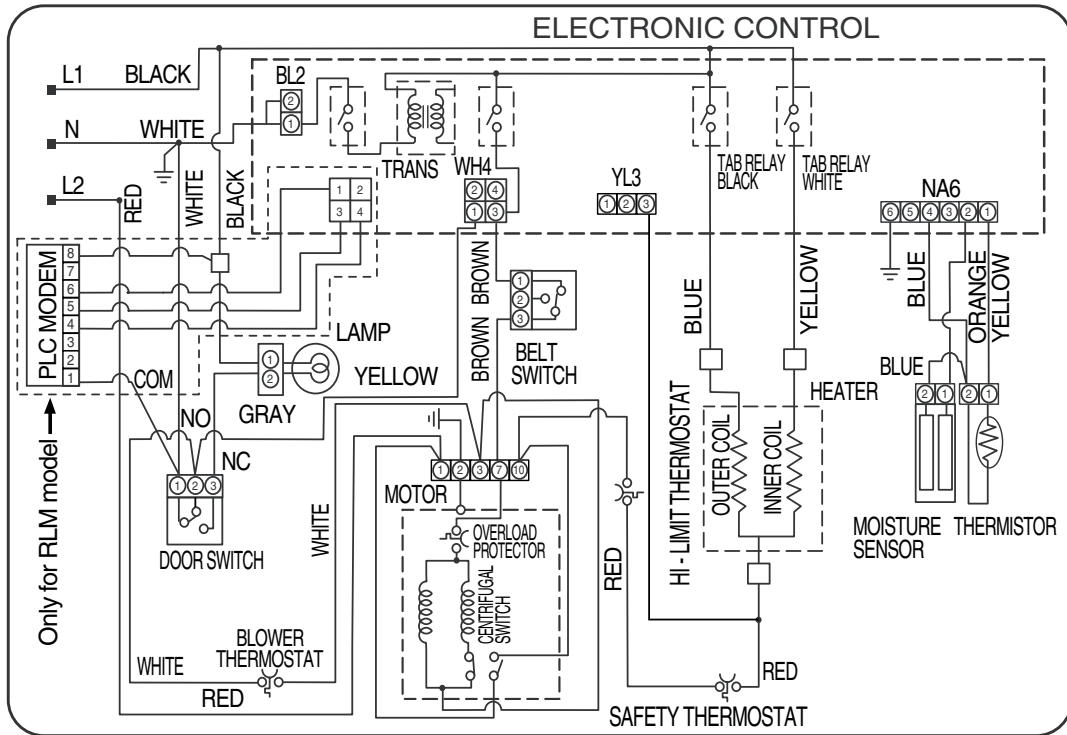 ELECTRONIC CONTROL
L1
BLACK
BL2
2
1
N
WHITE
TRANS
WH4
2
4
1
3
YL3
1
2
3
TAB RELAY
BLACK
TAB RELAY
WHITE
NA6
6
5
4
3
2
1
L2
RED
WHITE
BLACK
1
2
3
4
PLC MODEM
8
7
6
5
4
3
2
1
BROWN
BROWN
1
2
3
BELT
SWITCH
BLUE
YELLOW
BLUE
ORANGE
YELLOW
LAMP
1
2
YELLOW
GRAY
COM
NO
NC
1
2
3
DOOR SWITCH
Only for RLM model
HEATER
HI - LIMIT THERMOSTAT
OUTER COIL
INNER COIL
BLUE
2
1
2
1
MOISTURE
SENSOR
THERMISTOR
1
2
3
7
10
MOTOR
OVERLOAD
PROTECTOR
CENTRIFUGAL
SWITCH
WHITE
RED
BLOWER
THERMOSTAT
WHITE
RED
RED
SAFETY THERMOSTAT